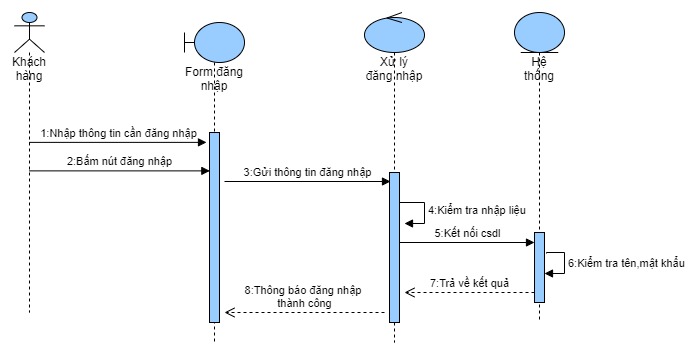 Khách
hàng
Form đăng
nhập
Xử lý
đăng nhập
Hệ
thống
1:Nhập thông tin cần đăng nhập
2:Bấm nút đăng nhập
3:Gửi thông tin đăng nhập
4:Kiểm tra nhập liệu
5:Kết nối csdl
6:Kiểm tra tên,mật khẩu
7:Trả về kết quả
8:Thông báo đăng nhập
thành công